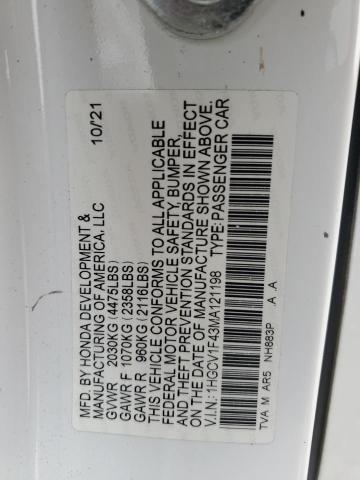 MFD. BY HONDA DEVELOPMENT & 10/21
MANUFACTURING OF AMERICA, LLC
GVWR 2030KG (4475LBS)
GAWR F 1070KG (2358LBS)
GAWR R 960KG (2116LBS)
THIS VEHICLE CONFORMS TO ALL APPLICABLE
FEDERAL MOTOR VEHICLE SAFETY, BUMPER,
AND THEFT PREVENTION STANDARDS IN EFFECT
ON THE DATE OF MANUFACTURE SHOWN ABOVE.
V.I.N.: 1HGCV1F43MA121198 TYPE: PASSENGER CAR
TVA M AR5 NH883P A A